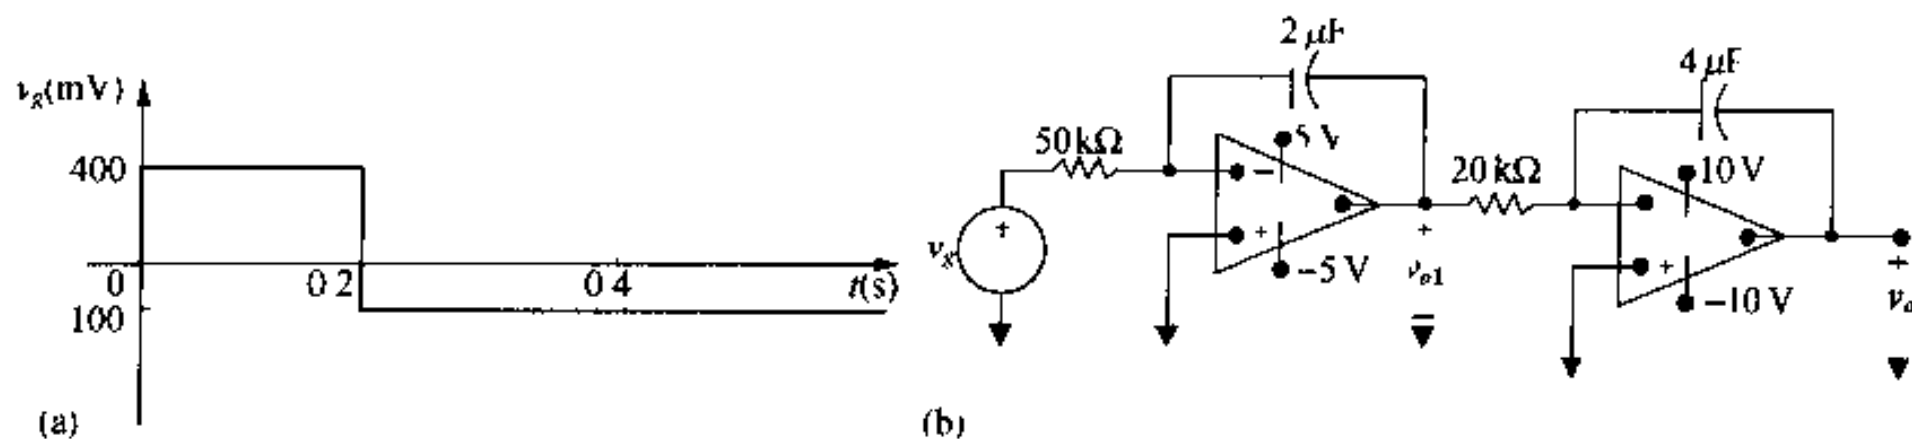 v_g(mV)
400
0
0 2
0 4
t(s)
100
(a)
2 μF
50 kΩ
5 V
−
+
−5 V
v_g
+
+
v_o1
−
4 μF
20 kΩ
10 V
+
−10 V
+
v_o
(b)